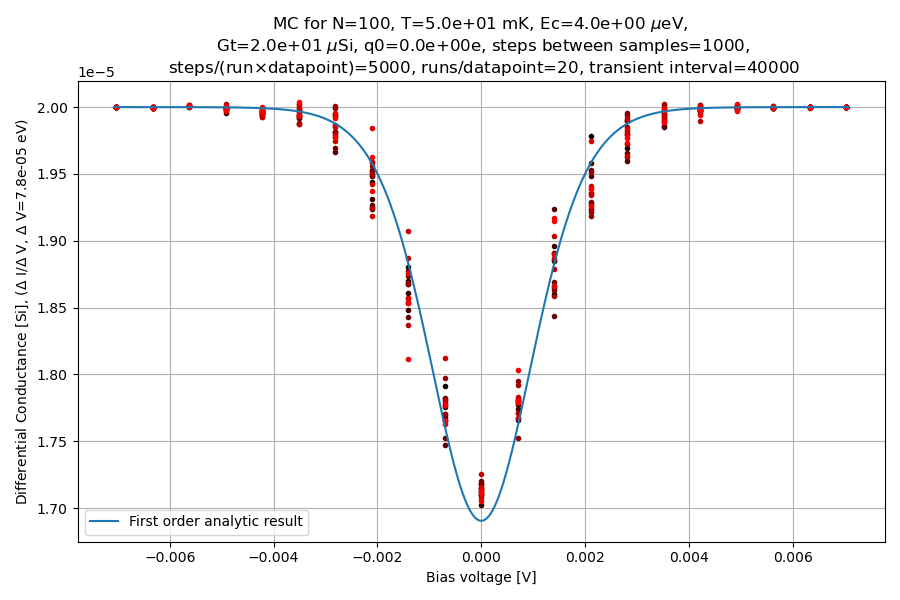 MC for N=100, T=5.0e+01 mK, Ec=4.0e+00 μeV,
Gt=2.0e+01 μSi, q0=0.0e+00e, steps between samples=1000,
steps/(run×datapoint)=5000, runs/datapoint=20, transient interval=40000
1e−5
2.00
1.95
1.90
1.85
1.80
1.75
1.70
Differential Conductance [Si], (Δ I/Δ V, Δ V=7.8e-05 eV)
First order analytic result
−0.006 −0.004 −0.002 0.000 0.002 0.004 0.006
Bias voltage [V]